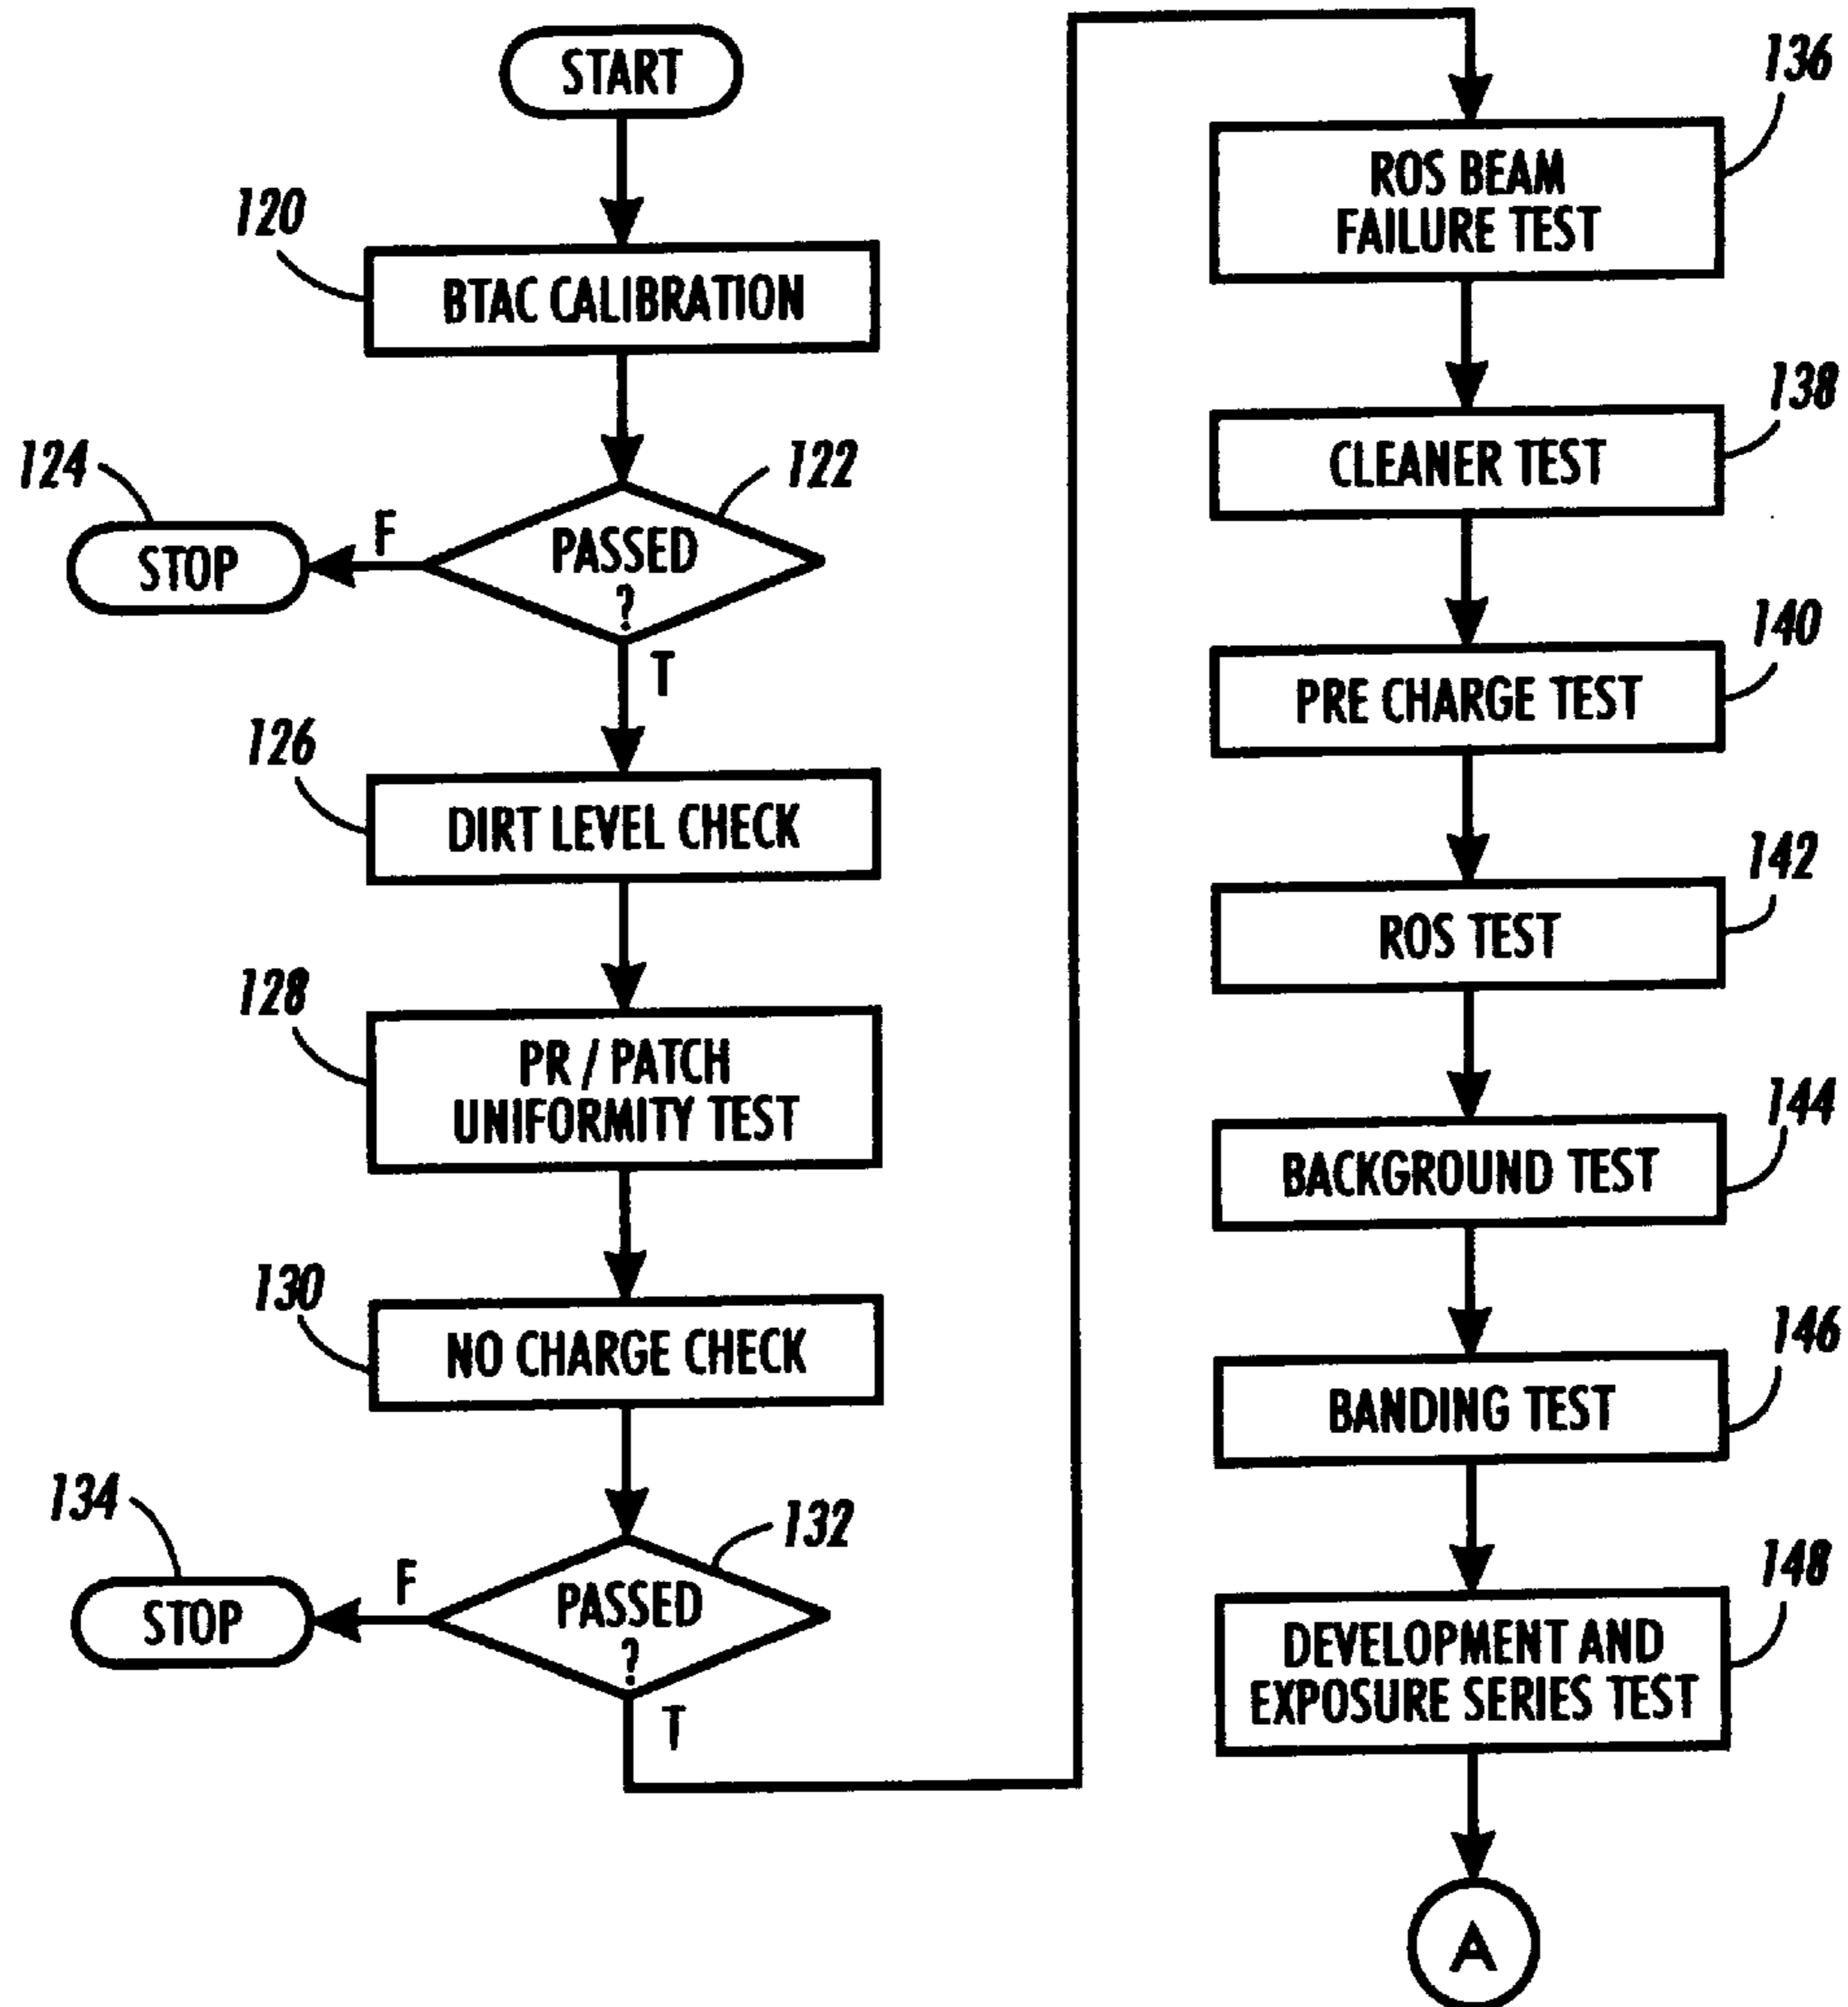 START
120
BTAC CALIBRATION
124
122
STOP
F
PASSED
?
T
126
DIRT LEVEL CHECK
128
PR / PATCH
UNIFORMITY TEST
130
NO CHARGE CHECK
134
132
STOP
F
PASSED
?
T
136
ROS BEAM
FAILURE TEST
138
CLEANER TEST
140
PRE CHARGE TEST
142
ROS TEST
144
BACKGROUND TEST
146
BANDING TEST
148
DEVELOPMENT AND
EXPOSURE SERIES TEST
A